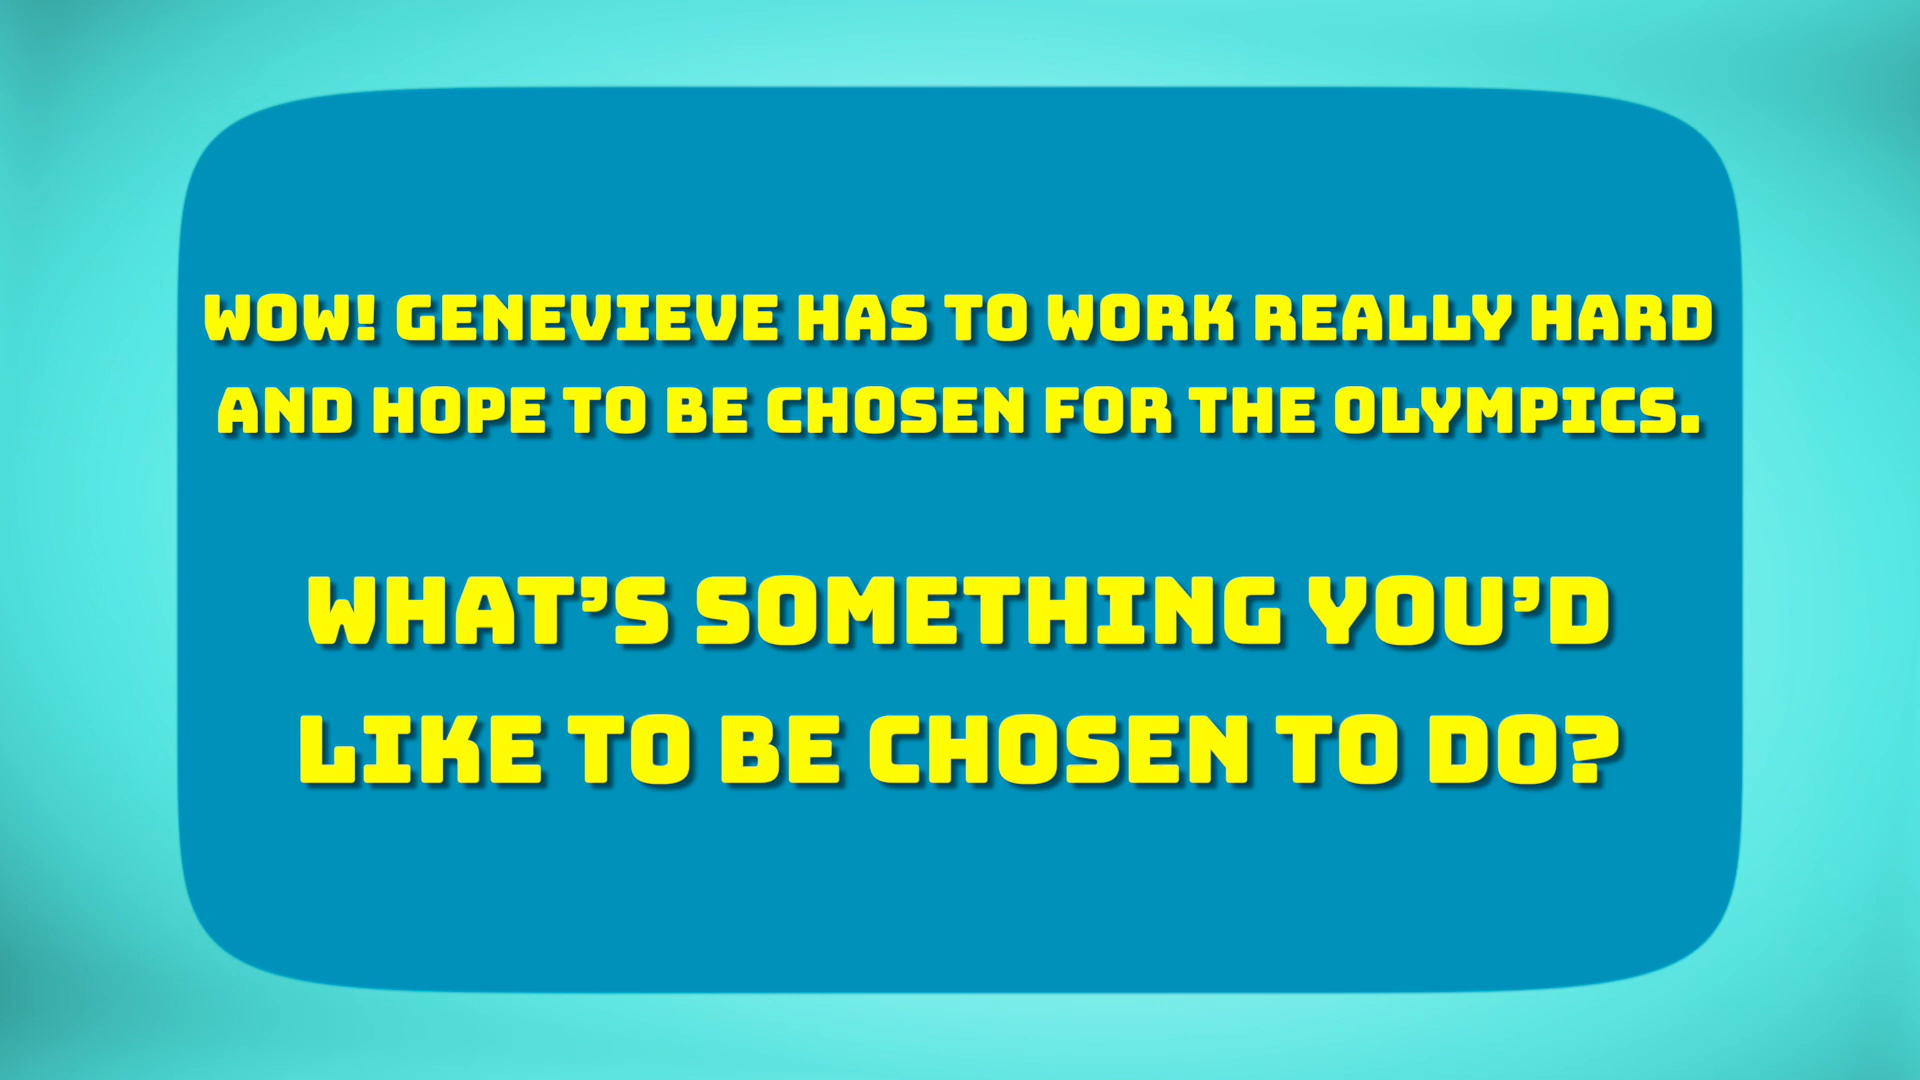 WOW! GENEVIEVE HAS TO WORK REALLY HARD
AND HOPE TO BE CHOSEN FOR THE OLYMPICS.
WHAT’S SOMETHING YOU’D
LIKE TO BE CHOSEN TO DO?